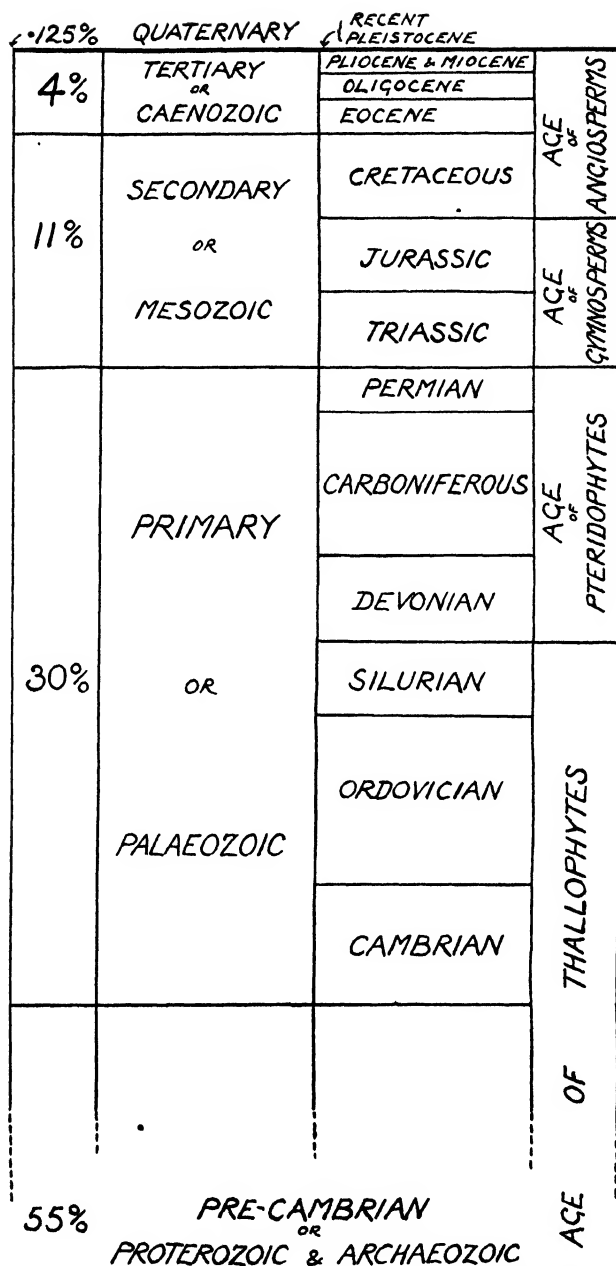 ·125%
QUATERNARY
RECENT
PLEISTOCENE
4%
TERTIARY
OR
CAENOZOIC
PLIOCENE & MIOCENE
OLIGOCENE
EOCENE
11%
SECONDARY
OR
MESOZOIC
CRETACEOUS
JURASSIC
TRIASSIC
AGE
OF
ANGIOSPERMS
AGE
OF
GYMNOSPERMS
30%
PRIMARY
OR
PALAEOZOIC
PERMIAN
CARBONIFEROUS
DEVONIAN
SILURIAN
ORDOVICIAN
CAMBRIAN
AGE
OF
PTERIDOPHYTES
AGE OF THALLOPHYTES
55%
PRE-CAMBRIAN
OR
PROTEROZOIC & ARCHAEOZOIC